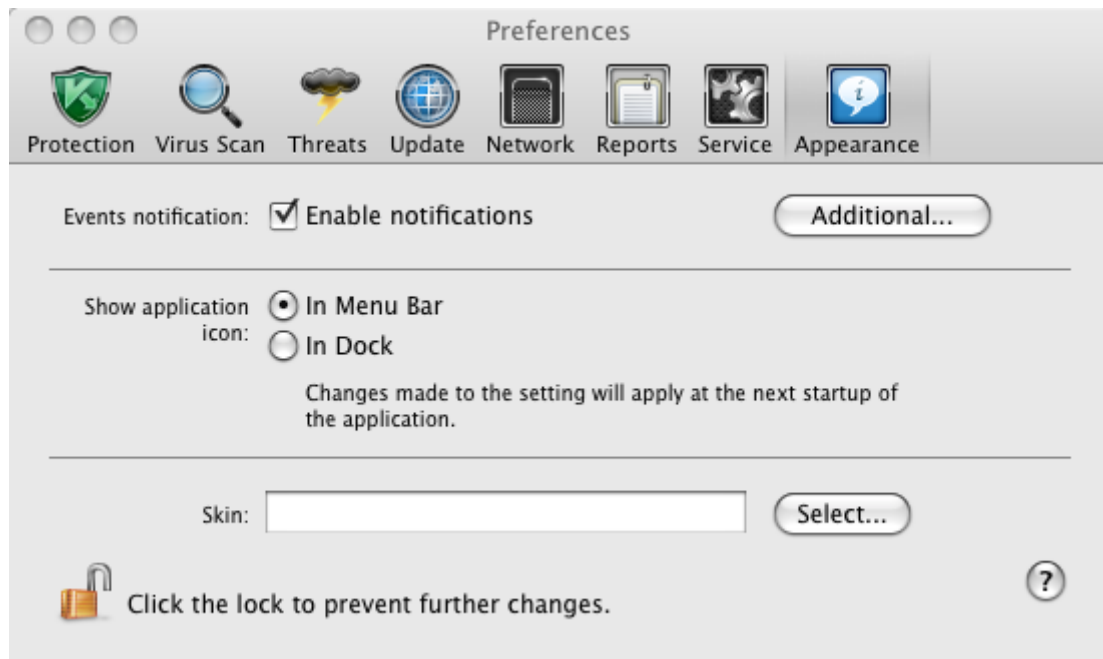 Preferences
Protection Virus Scan Threats Update Network Reports Service Appearance
Events notification: Enable notifications Additional...
Show application In Menu Bar
icon: In Dock
Changes made to the setting will apply at the next startup of
the application.
Skin: Select...
Click the lock to prevent further changes. ?